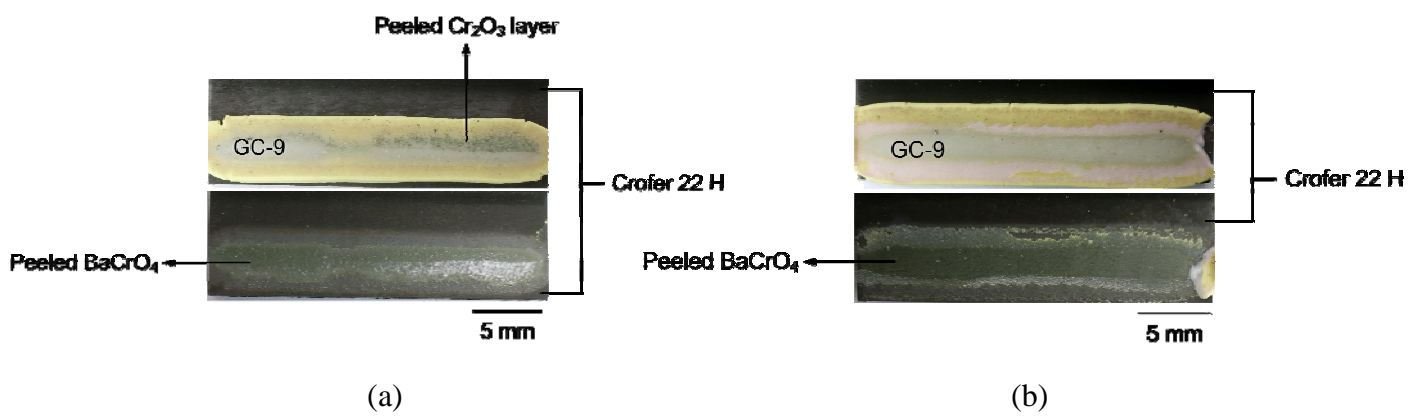 Peeled Cr₂O₃ layer
GC-9
Crofer 22 H
Peeled BaCrO₄
5 mm
(a)
GC-9
Crofer 22 H
Peeled BaCrO₄
5 mm
(b)